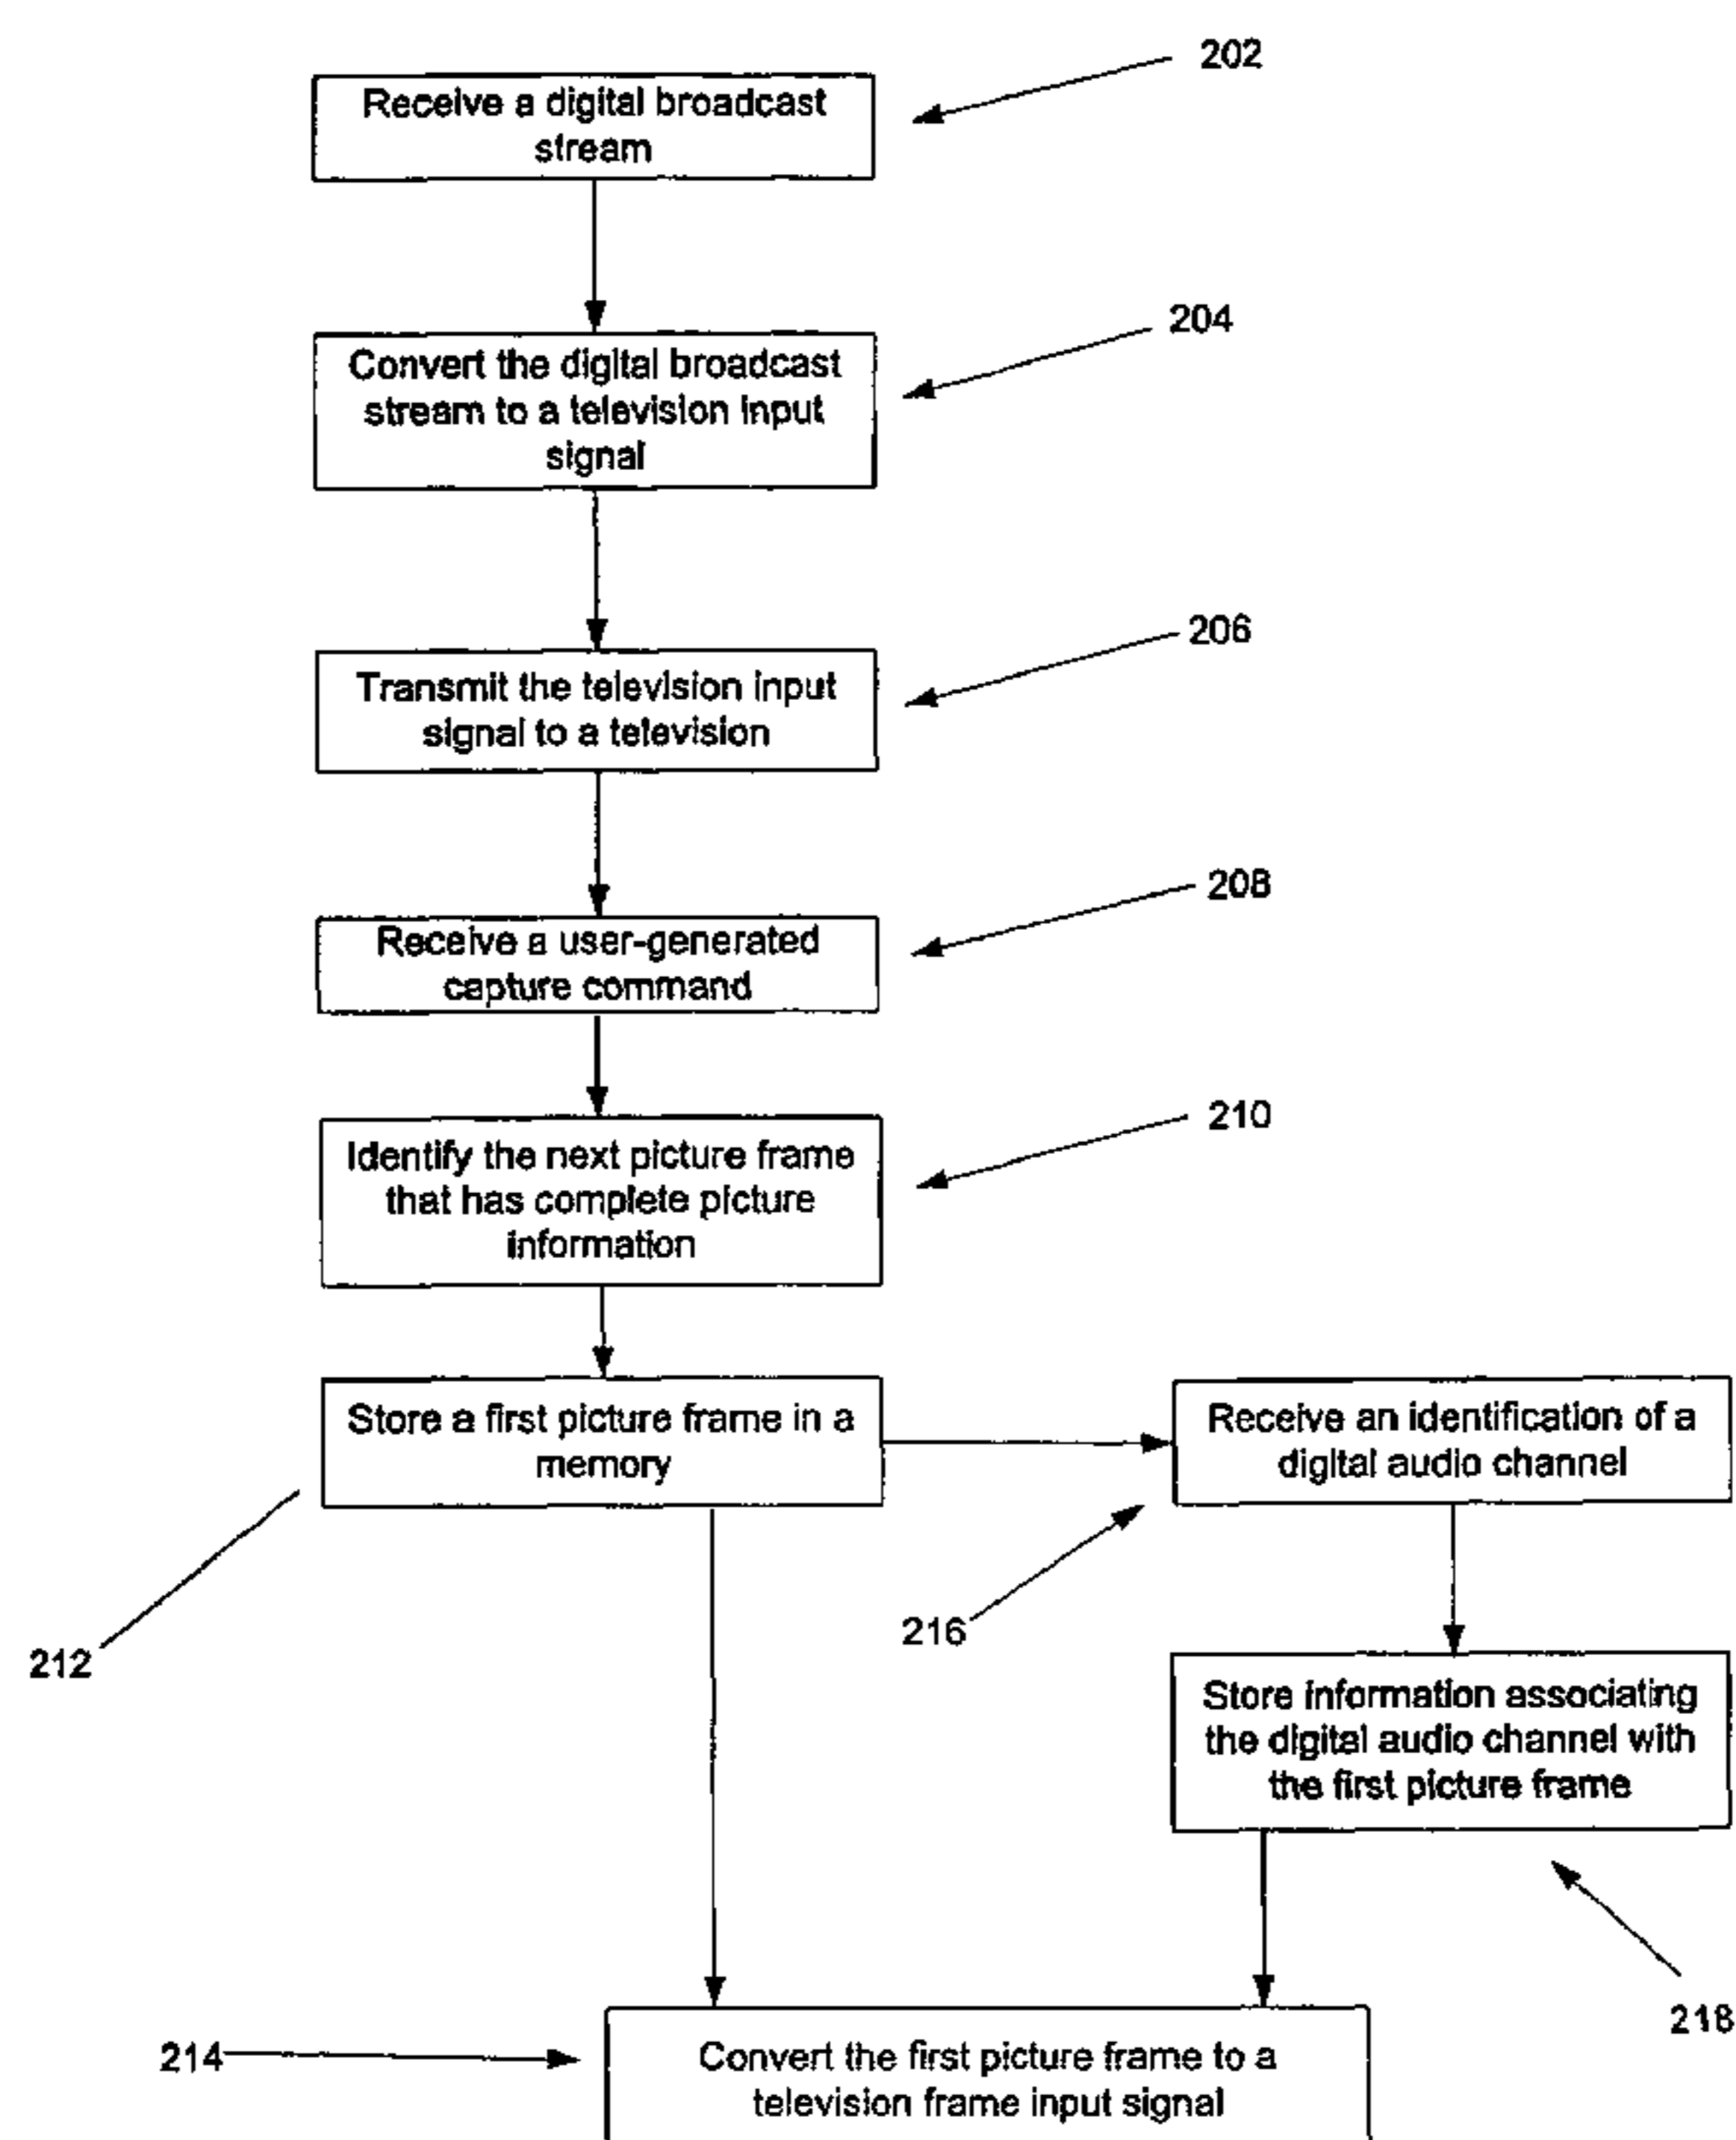 202
Receive a digital broadcast
stream
204
Convert the digital broadcast
stream to a television input
signal
206
Transmit the television input
signal to a television
208
Receive a user-generated
capture command
210
Identify the next picture frame
that has complete picture
information
Store a first picture frame in a
memory
212
Receive an identification of a
digital audio channel
216
Store information associating
the digital audio channel with
the first picture frame
218
214
Convert the first picture frame to a
television frame input signal